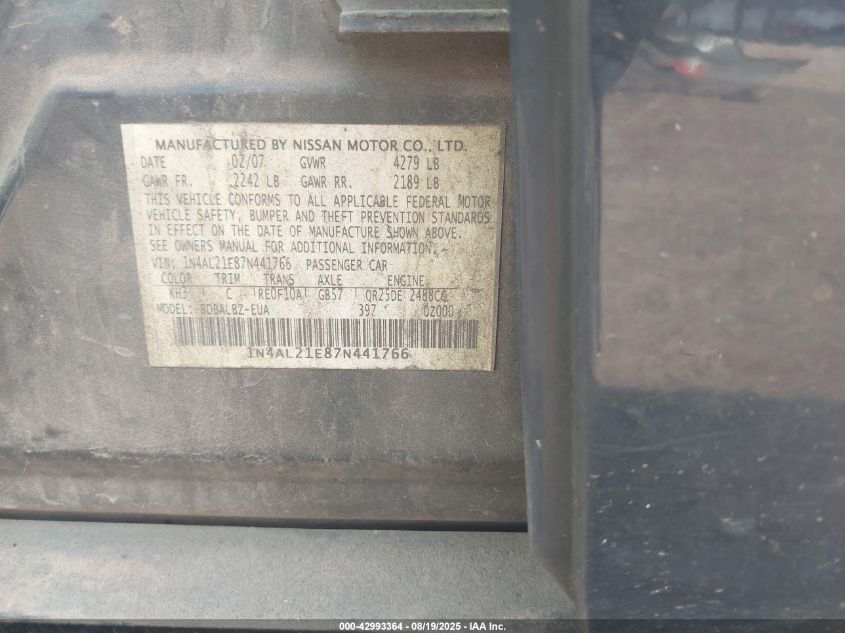 MANUFACTURED BY NISSAN MOTOR CO., LTD.
DATE 02/07 GVWR 4279 LB
GAWR FR. 2242 LB GAWR RR. 2189 LB
THIS VEHICLE CONFORMS TO ALL APPLICABLE FEDERAL MOTOR
VEHICLE SAFETY, BUMPER AND THEFT PREVENTION STANDARDS
IN EFFECT ON THE DATE OF MANUFACTURE SHOWN ABOVE.
SEE OWNERS MANUAL FOR ADDITIONAL INFORMATION.
VIN: 1N4AL21E87N441766 PASSENGER CAR
COLOR TRIM TRANS AXLE ENGINE
KH3 C RE0F10A GB57 QR25DE 2488CC
MODEL: BDBALBZ-EUA 397 0Z000
1N4AL21E87N441766
000-42993364 - 08/19/2025 - IAA Inc.